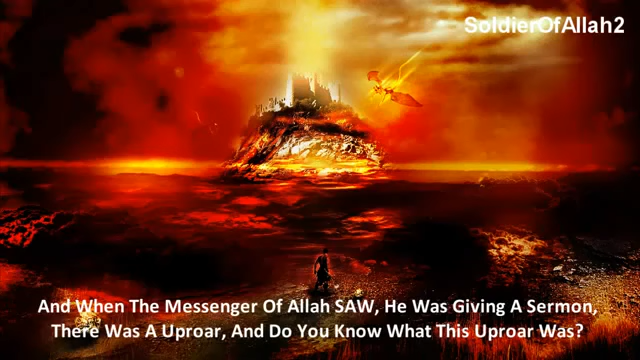 SoldierOfAllah2
And When The Messenger Of Allah SAW, He Was Giving A Sermon,
There Was A Uproar, And Do You Know What This Uproar Was?